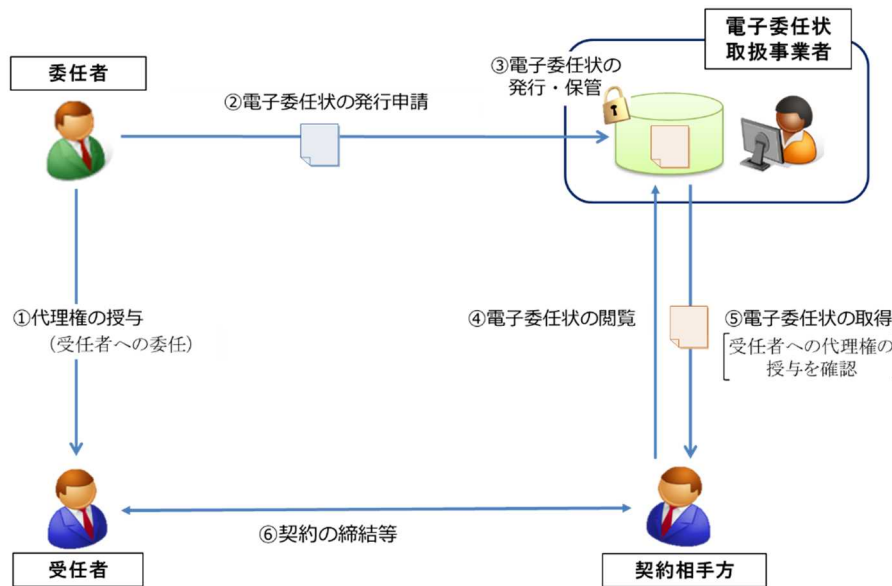 電子委任状
取扱事業者
委任者
③電子委任状の
発行・保管
②電子委任状の発行申請
①代理権の授与
（受任者への委任）
④電子委任状の閲覧
⑤電子委任状の取得
受任者への代理権の
授与を確認
⑥契約の締結等
受任者
契約相手方